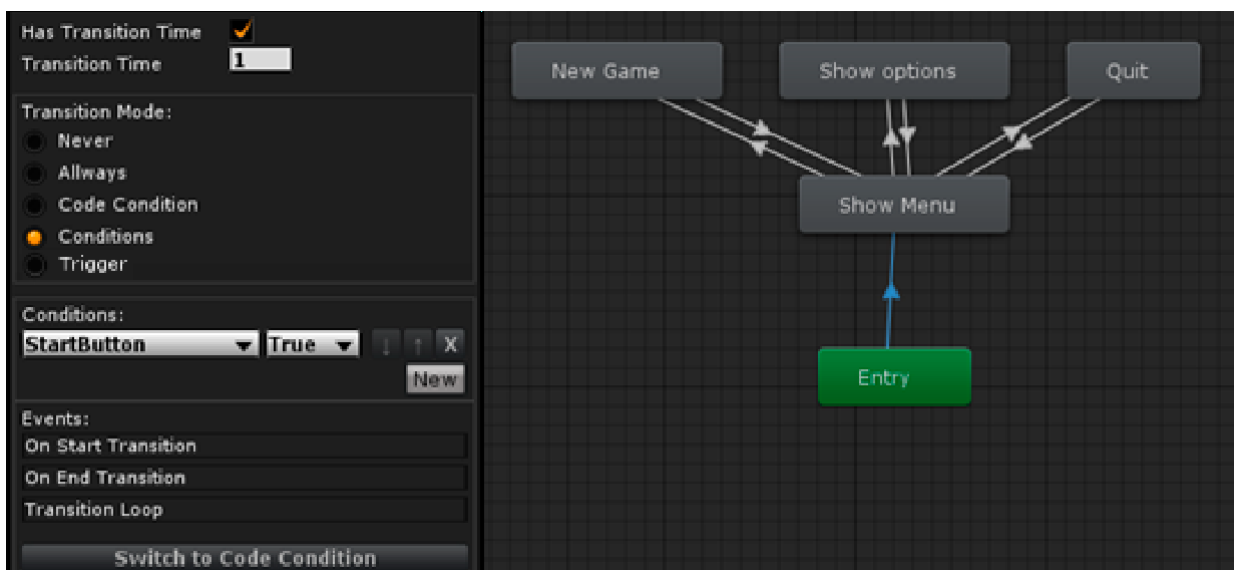 Has Transition Time
Transition Time 1
Transition Mode:
Never
Allways
Code Condition
Conditions
Trigger
Conditions:
StartButton True ↓ ↑ X
New
Events:
On Start Transition
On End Transition
Transition Loop
Switch to Code Condition
New Game Show options Quit
Show Menu
Entry